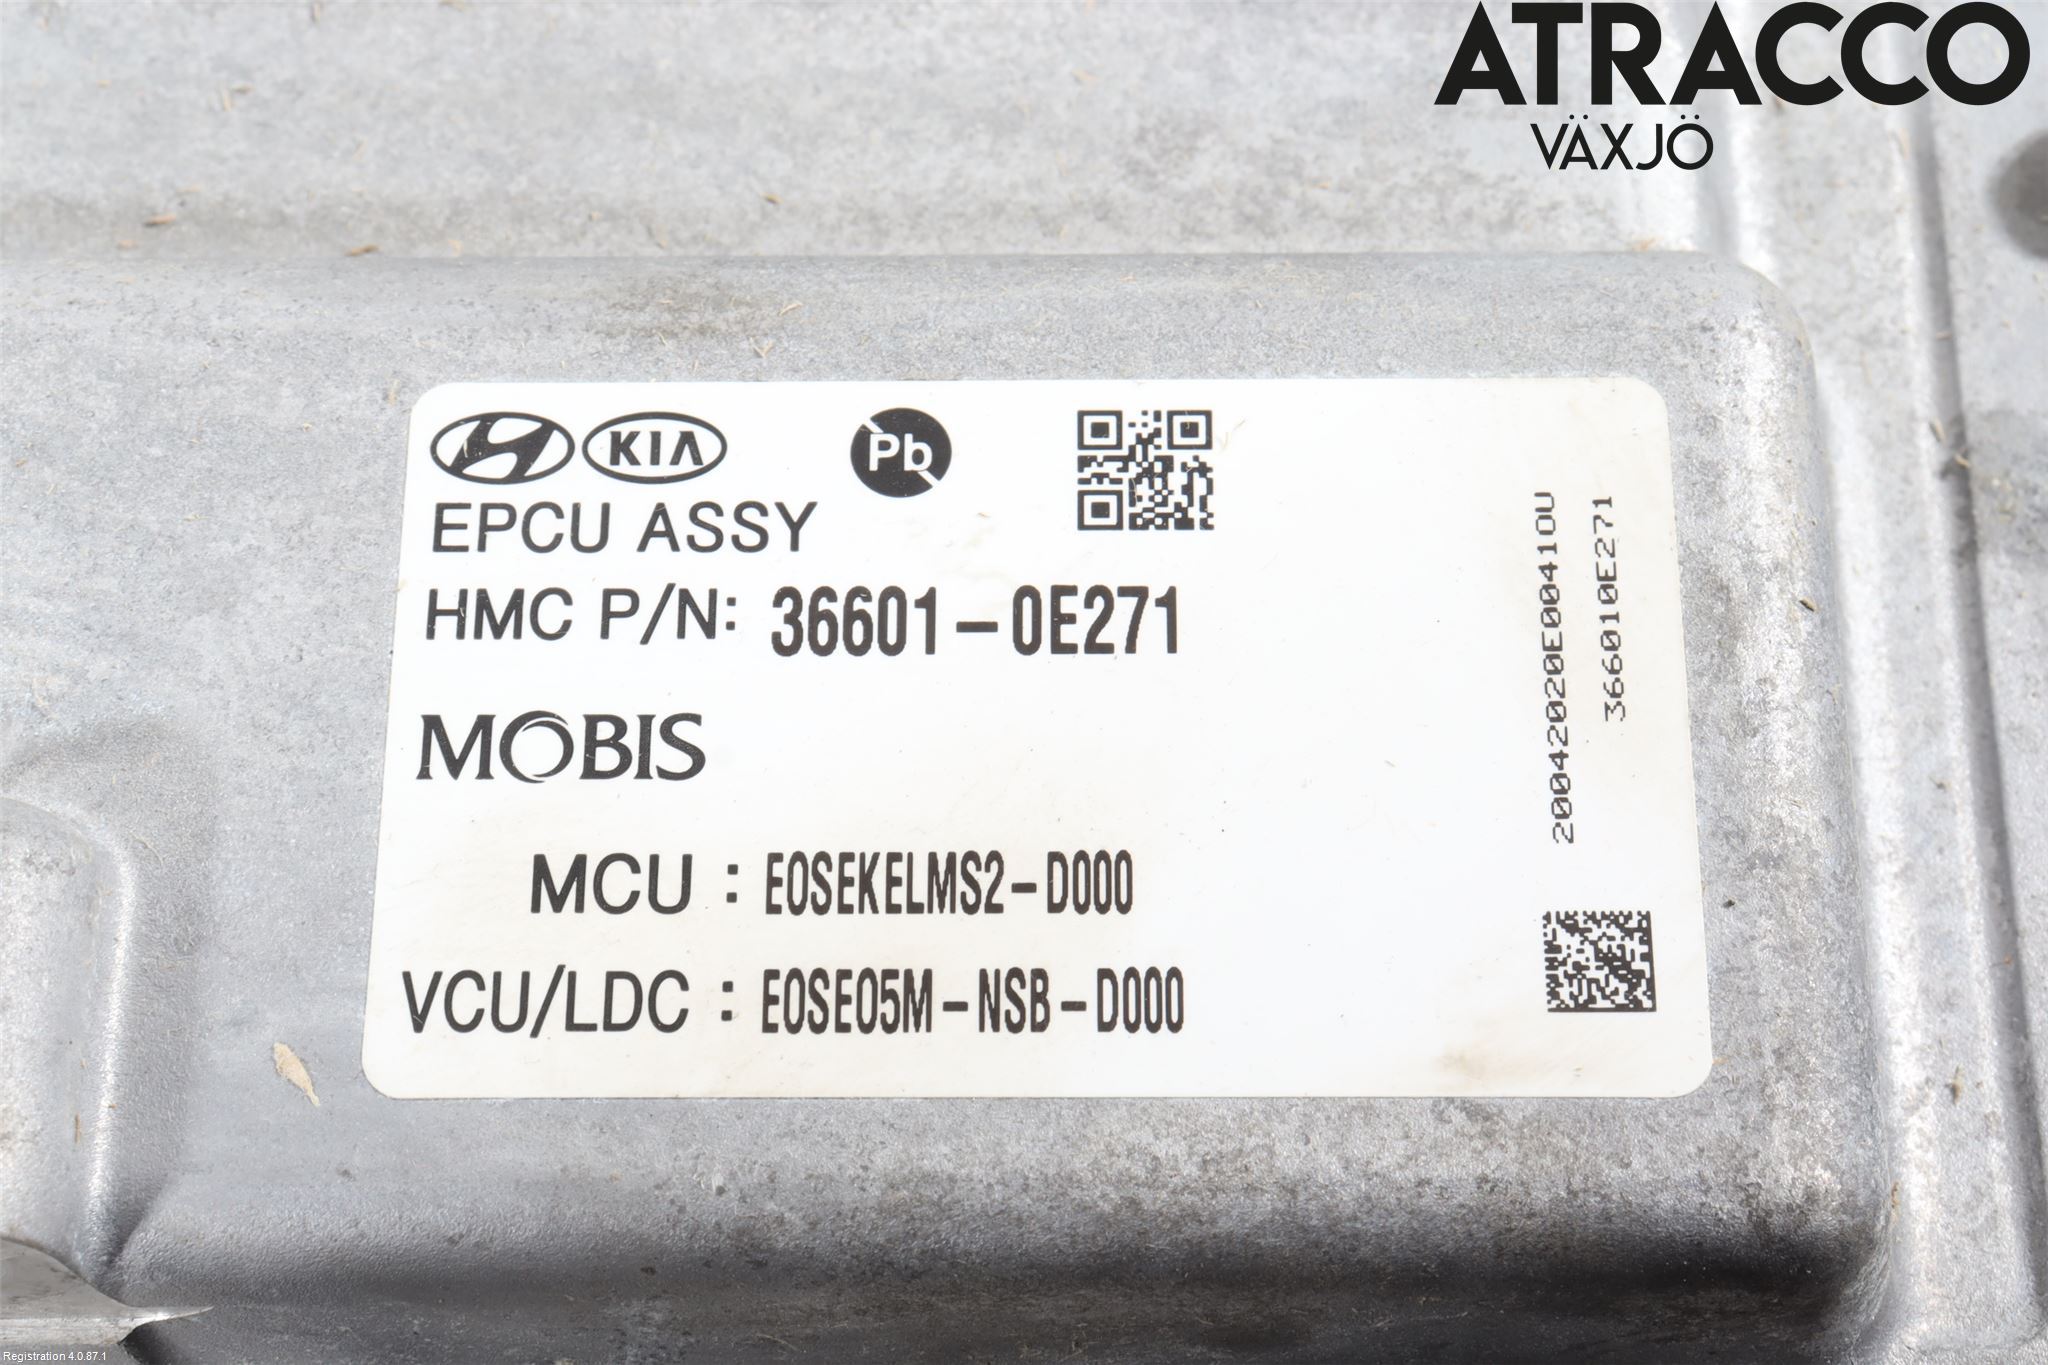 ATRACCO
VÄXJÖ
KIA
Pb
EPCU ASSY
HMC P/N: 36601-0E271
MOBIS
MCU : E0SEKELMS2-D000
VCU/LDC : E0SE05M-NSB-D000
20042020E00410U
366010E271
Registration 4.0.87.1